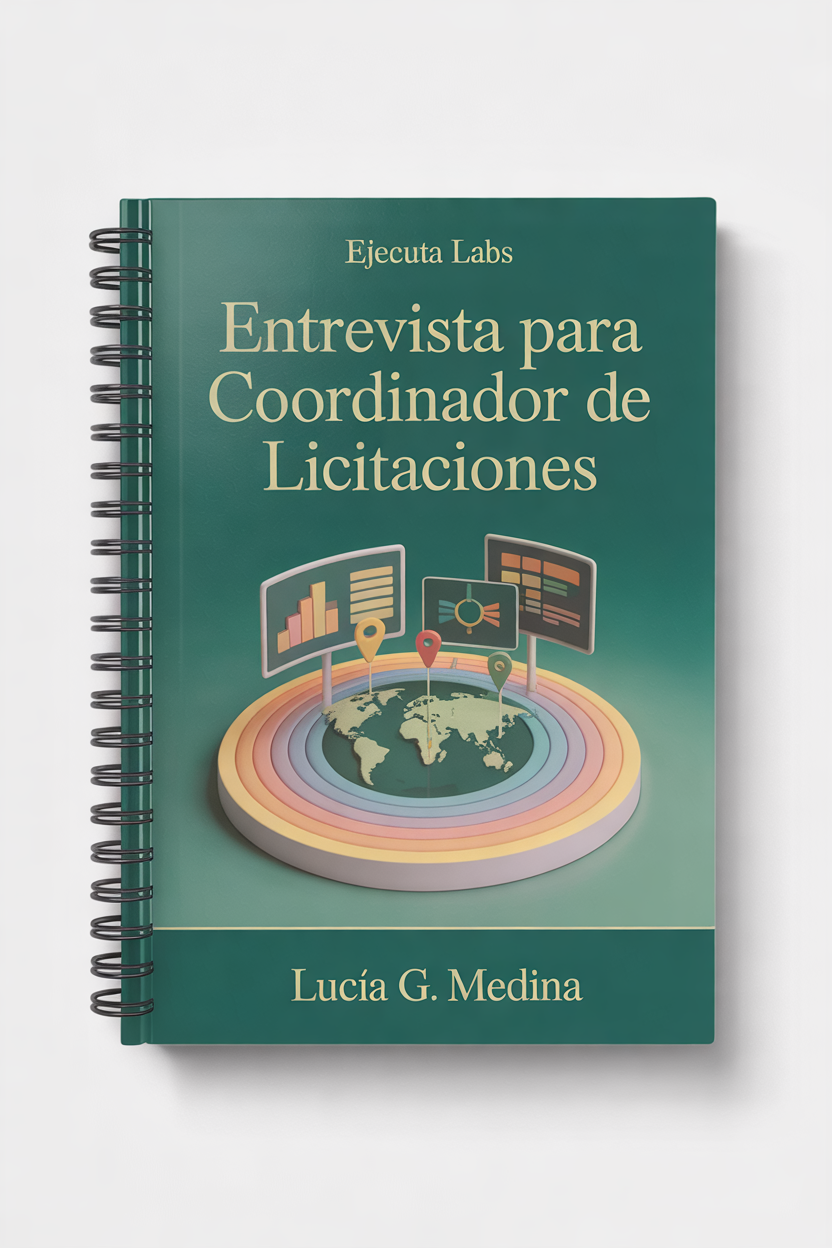 Ejecuta Labs
Entrevista para
Coordinador de
Licitaciones
Lucía G. Medina